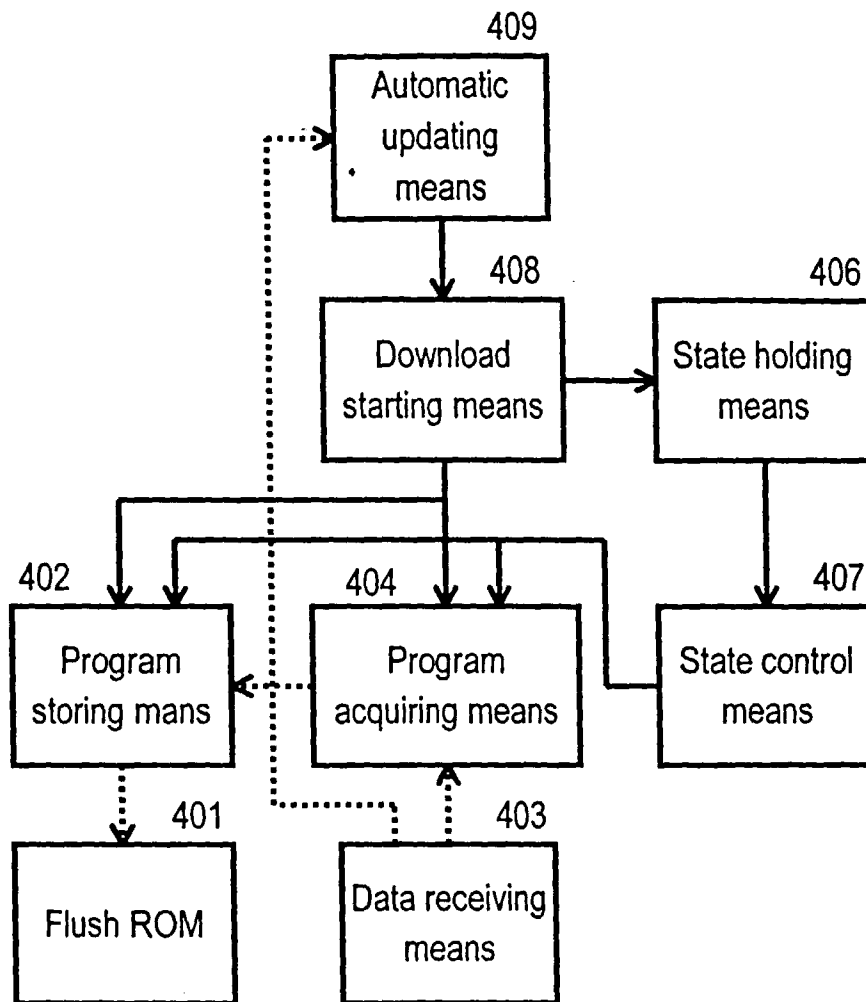 409
Automatic
updating
means
408
Download
starting means
406
State holding
means
402
Program
storing mans
404
Program
acquiring means
407
State control
means
401
Flush ROM
403
Data receiving
means